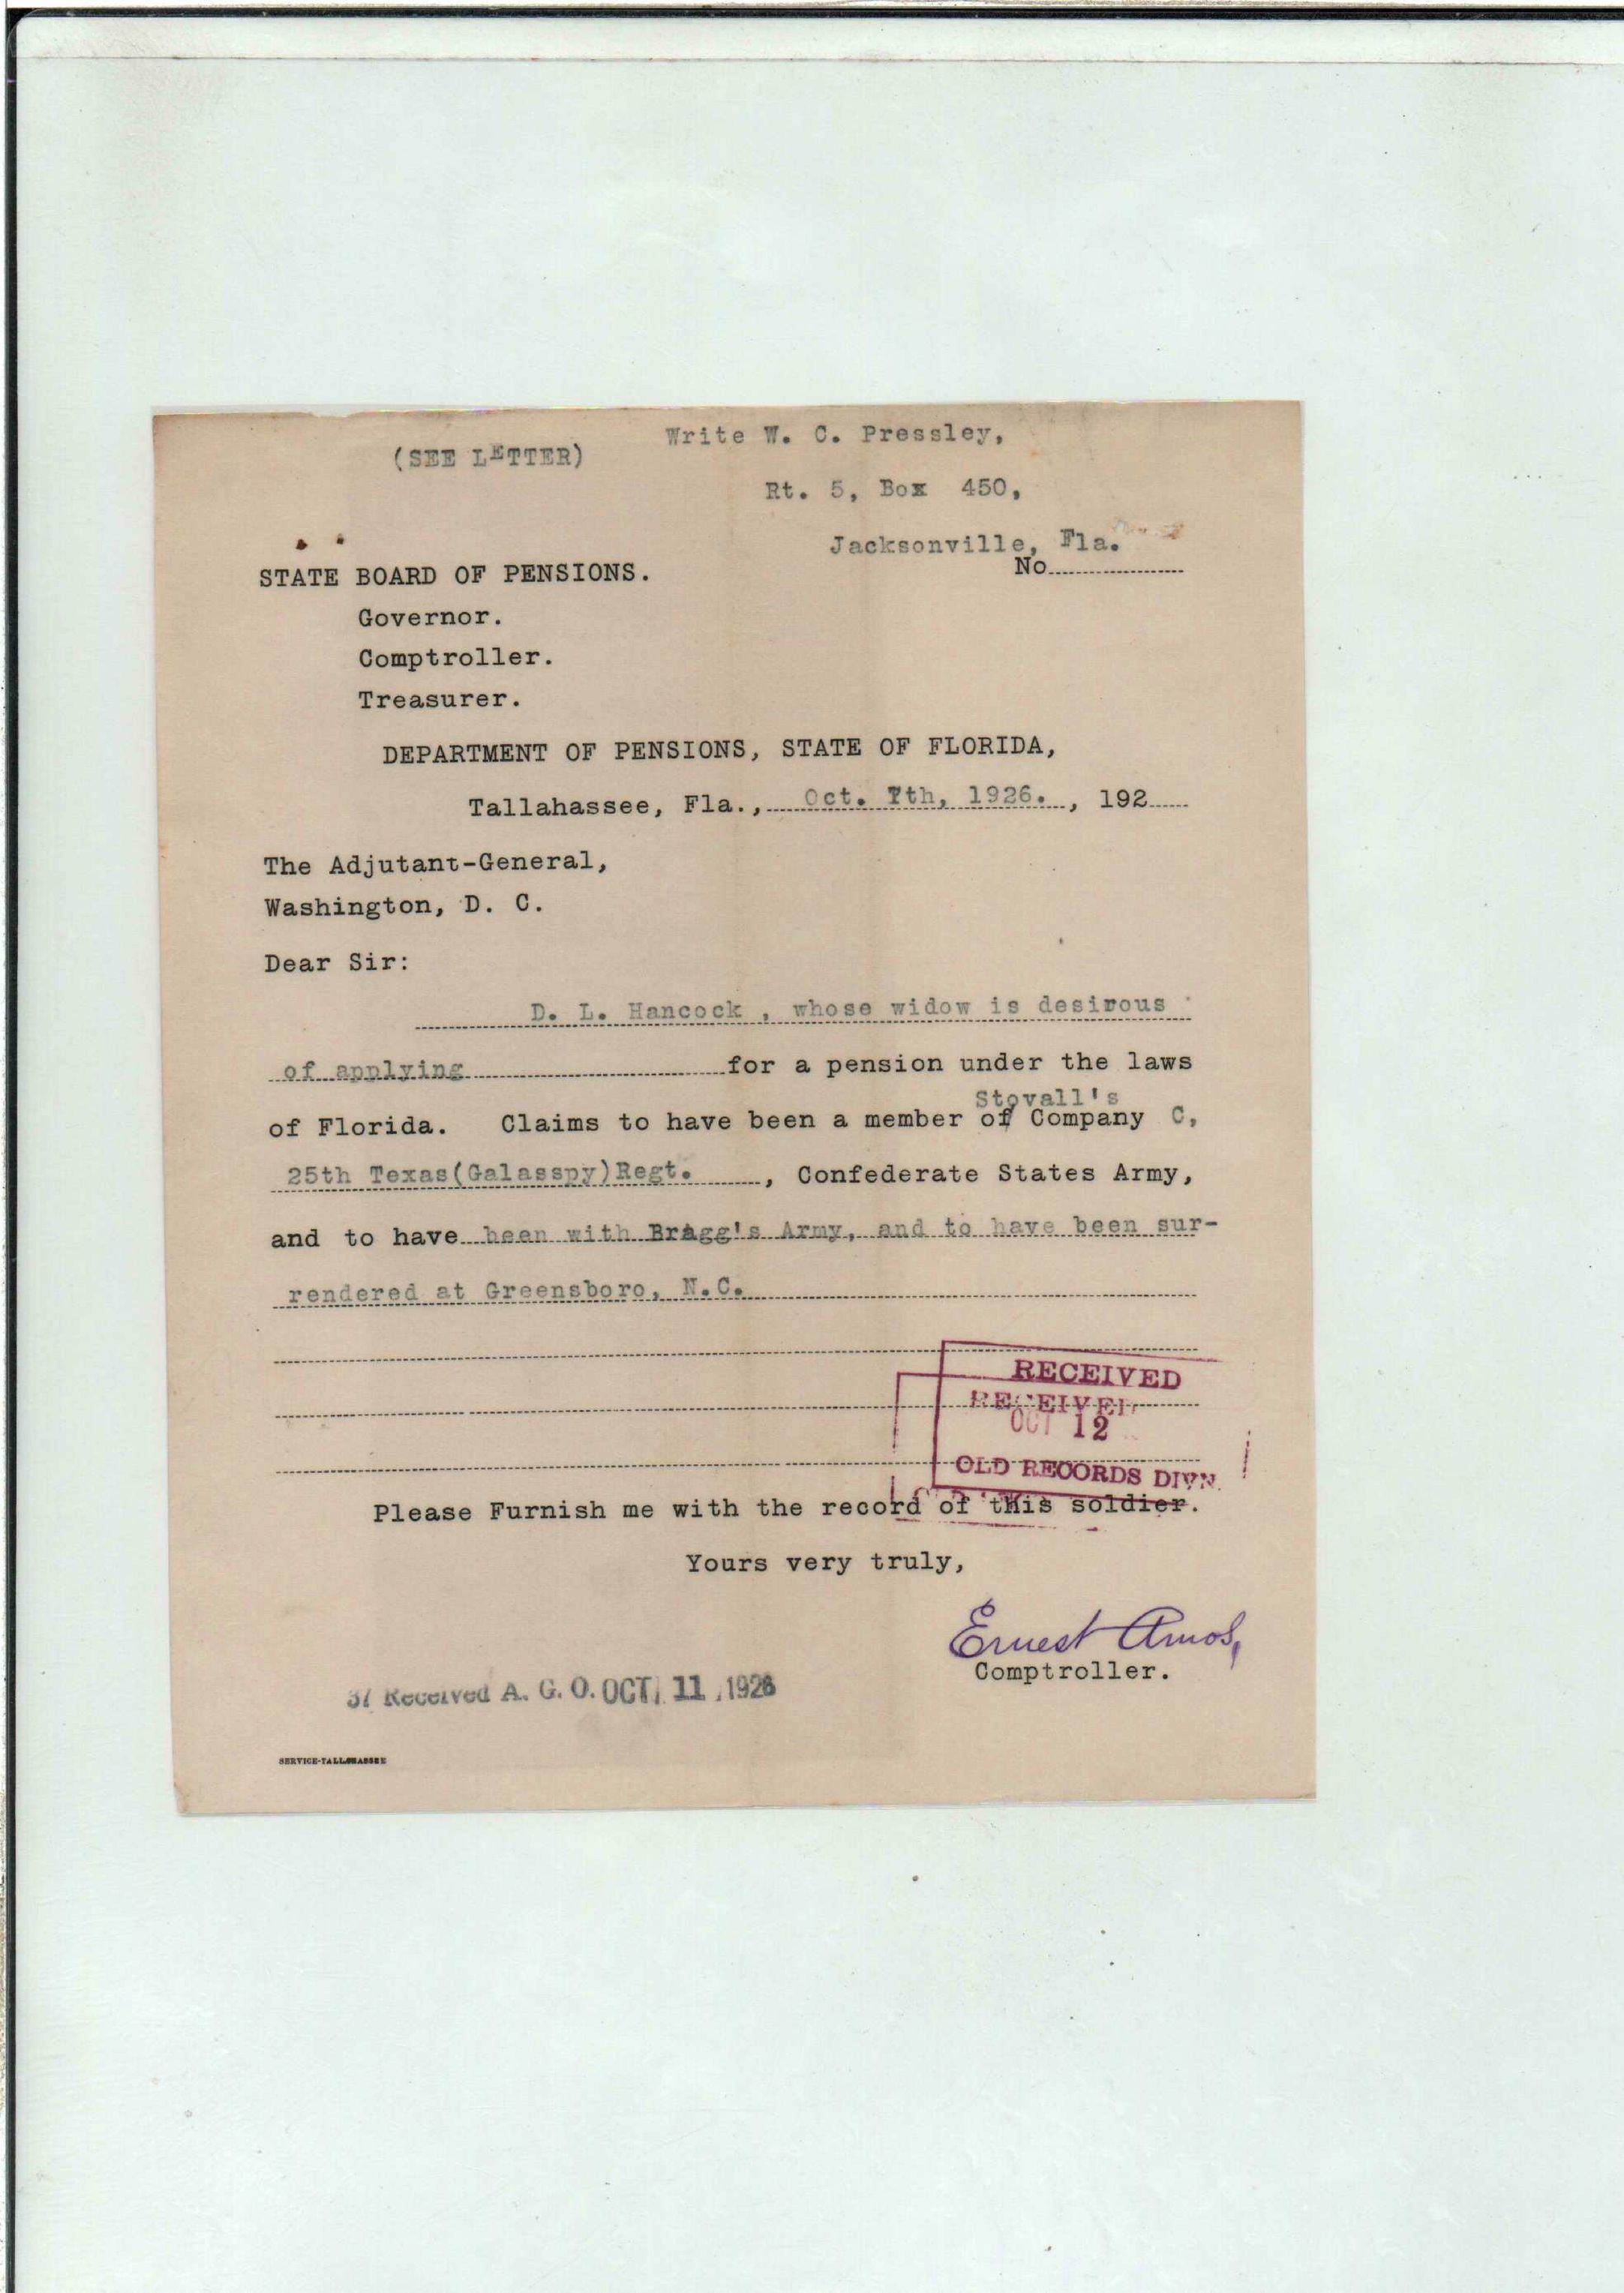 Write W. C. Pressley,
(SEE LETTER)
Rt. 5, Box 450,
Jacksonville, Fla.
No
STATE BOARD OF PENSIONS.
Governor.
Comptroller.
Treasurer.
DEPARTMENT OF PENSIONS, STATE OF FLORIDA,
Tallahassee, Fla., Oct. 7th, 1926. , 192
The Adjutant-General,
Washington, D. C.
Dear Sir:
D. L. Hancock , whose widow is desirous
of applying for a pension under the laws
Stovall's
of Florida. Claims to have been a member of Company C,
25th Texas(Galasspy)Regt. , Confederate States Army,
and to have been with Bragg's Army, and to have been sur-
rendered at Greensboro, N.C.
RECEIVED
RECEIVED
OCT 12
OLD RECORDS DIV'N.
Please Furnish me with the record of this soldier.
Yours very truly,
Ernest Amos,
Comptroller.
37 Received A. G. O. OCT. 11, 1926
SERVICE-TALLAHASSEE